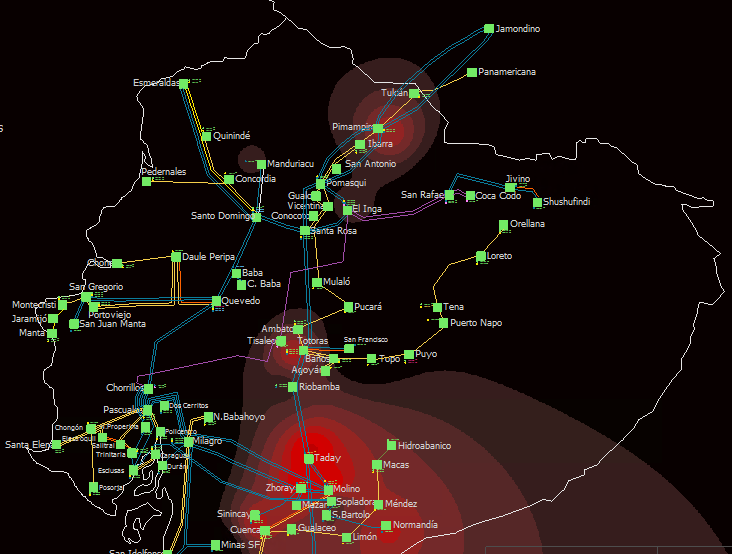 Jamondino
Panamericana
Esmeraldas
Tulcán
s
Pimampiro
Quinindé
Ibarra
Manduriacu
San Antonio
Pedernales
Concordia
Pomasqui
Jivino
San Rafael
Coca Codo
Shushufindi
Vicentina
El Inga
Santo Domingo
Conocoto
Orellana
Santa Rosa
Daule Peripa
Loreto
Baba
Mulaló
C. Baba
San Gregorio
Quevedo
Montecristi
Portoviejo
Pucará
Tena
Jaramijó
San Juan Manta
Puerto Napo
Manta
Ambato
Tisaleo
Totoras
San Francisco
Baños
Topo
Puyo
Agoyán
Chorrillos
Riobamba
Pascuales
Dos Cerritos
N.Babahoyo
Chongón
Policentro
Santa Elena
Electroquil
Salitral
Milagro
Hidroabanico
Trinitaria
Taday
Macas
Esclusas
Durán
Posorja
Zhoray
Molino
Mazar
Sopladora
Méndez
Sinincay
S.Bartolo
Normandía
Cuenca
Gualaceo
Limón
Minas SF
San Idelfonso